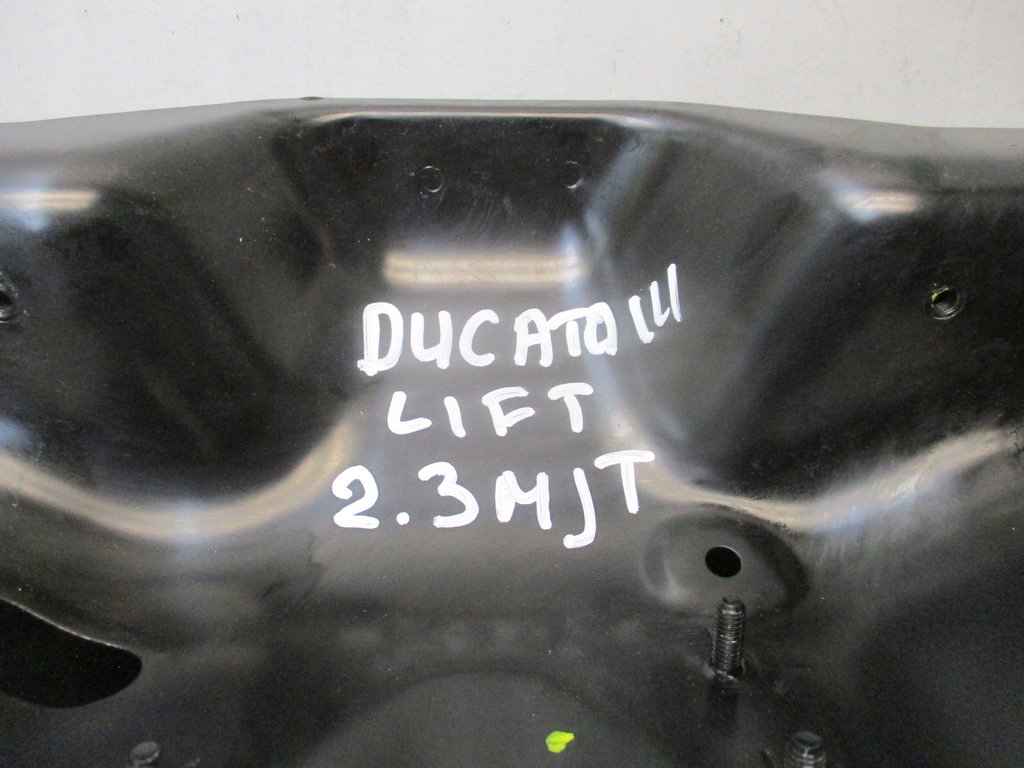 DUCATO III
LIFT
2.3 MJT